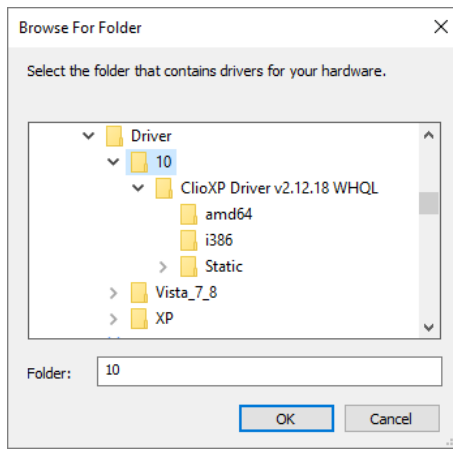 Browse For Folder
Select the folder that contains drivers for your hardware.
Driver
10
ClioXP Driver v2.12.18 WHQL
amd64
i386
Static
Vista_7_8
XP
Folder: 10
OK Cancel